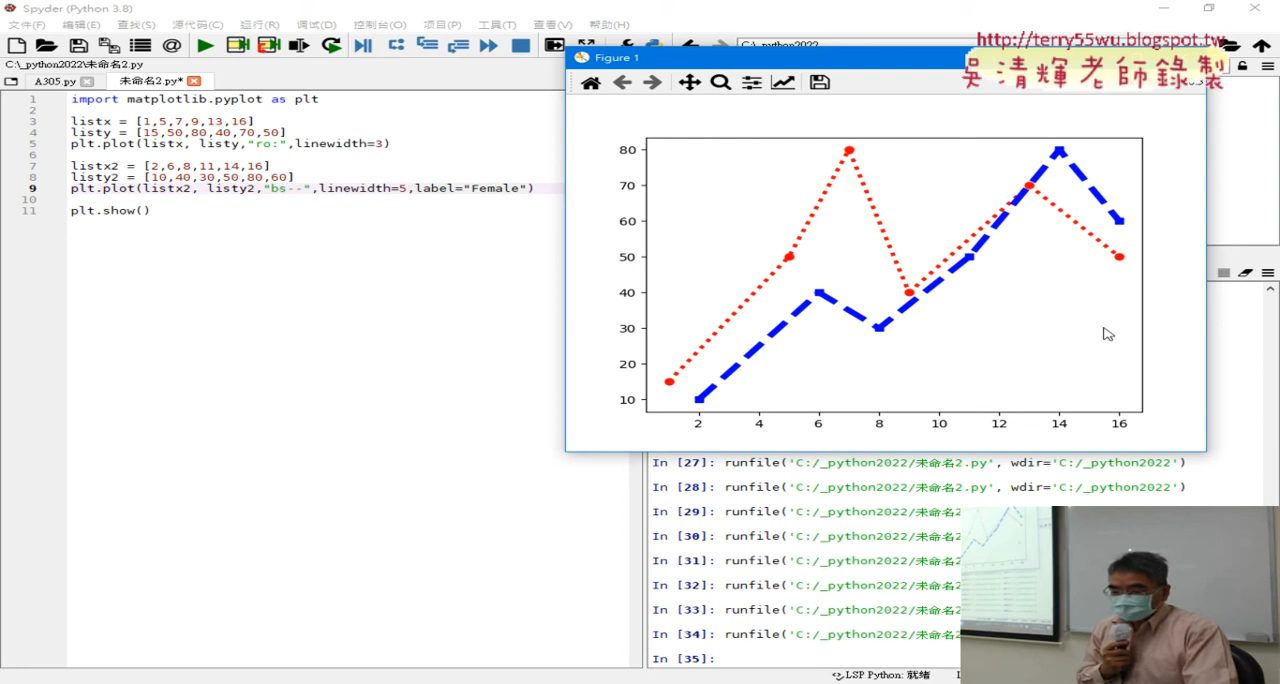 Spyder (Python 3.8)
文件(F) 编辑(E) 查找(S) 源代码(C) 运行(R) 调试(D) 控制台(O) 项目(P) 工具(T) 查看(V) 帮助(H)
C:\_python2022
C:\_python2022\未命名2.py
A305.py
未命名2.py*
1 import matplotlib.pyplot as plt
2
3 listx = [1,5,7,9,13,16]
4 listy = [15,50,80,40,70,50]
5 plt.plot(listx, listy,"ro:",linewidth=3)
6
7 listx2 = [2,6,8,11,14,16]
8 listy2 = [10,40,30,50,80,60]
9 plt.plot(listx2, listy2,"bs--",linewidth=5,label="Female")
10
11 plt.show()
Figure 1
http://terry55wu.blogspot.tw
吳清輝老師錄製
80
70
60
50
40
30
20
10
2 4 6 8 10 12 14 16
In [27]: runfile('C:/_python2022/未命名2.py', wdir='C:/_python2022')
In [28]: runfile('C:/_python2022/未命名2.py', wdir='C:/_python2022')
In [29]: runfile('C:/_python2022/未命名2
In [30]: runfile('C:/_python2022/未命名2
In [31]: runfile('C:/_python2022/未命名2
In [32]: runfile('C:/_python2022/未命名2
In [33]: runfile('C:/_python2022/未命名2
In [34]: runfile('C:/_python2022/未命名2
In [35]:
LSP Python: 就绪